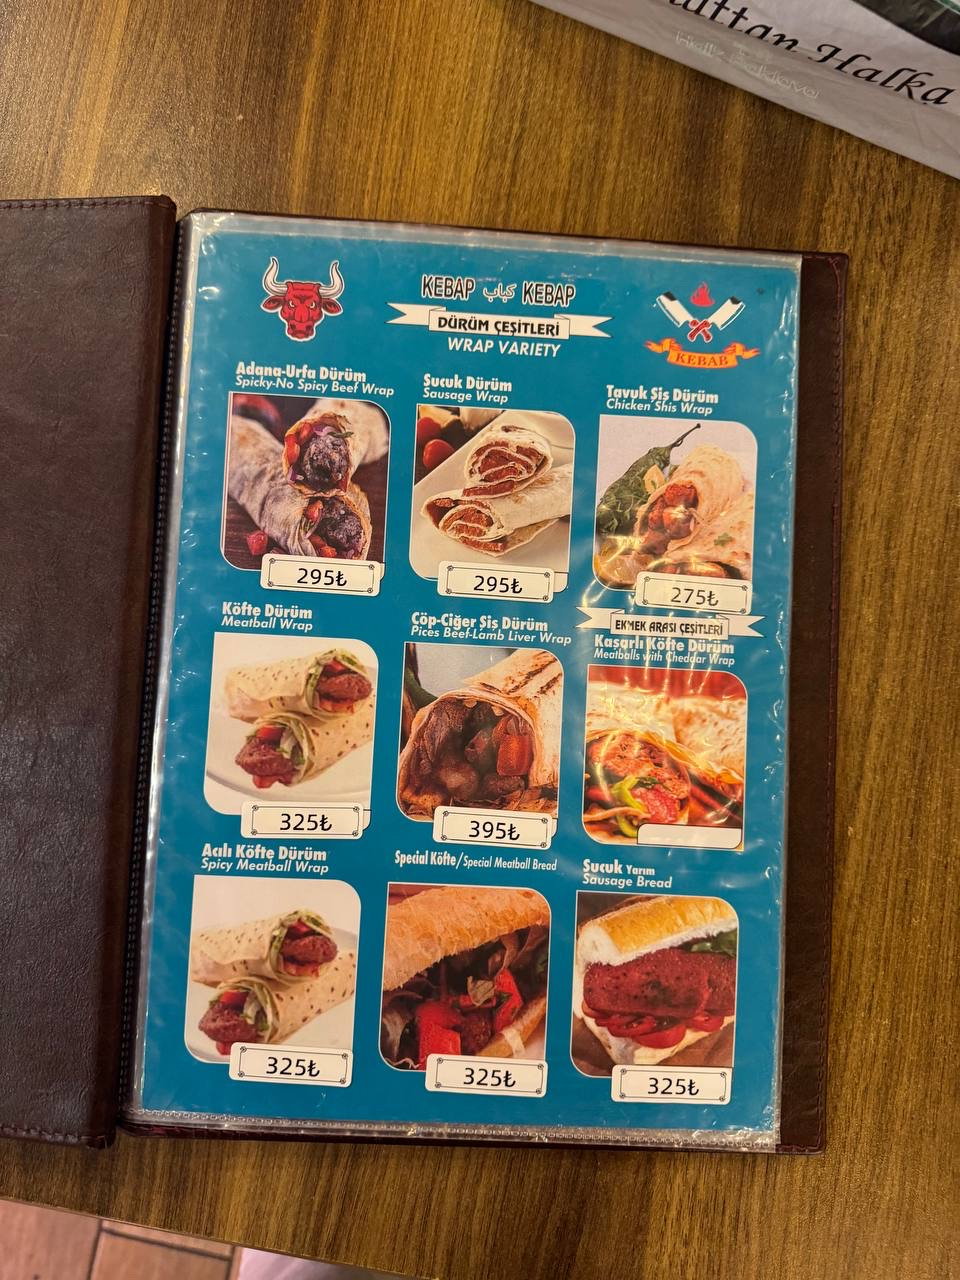 Halka
KEBAP كباب KEBAP
DÜRÜM ÇEŞİTLERİ
WRAP VARIETY
KEBAB
Adana-Urfa Dürüm
Spicky-No Spicy Beef Wrap
295₺
Sucuk Dürüm
Sausage Wrap
295₺
Tavuk Şiş Dürüm
Chicken Shis Wrap
275₺
Köfte Dürüm
Meatball Wrap
325₺
Çöp-Ciğer Şiş Dürüm
Pices Beef-Lamb Liver Wrap
395₺
EKMEK ARASI ÇEŞİTLERİ
Kaşarlı Köfte Dürüm
Meatballs with Cheddar Wrap
Acılı Köfte Dürüm
Spicy Meatball Wrap
325₺
Special Köfte/Special Meatball Bread
325₺
Sucuk Yarım
Sausage Bread
325₺